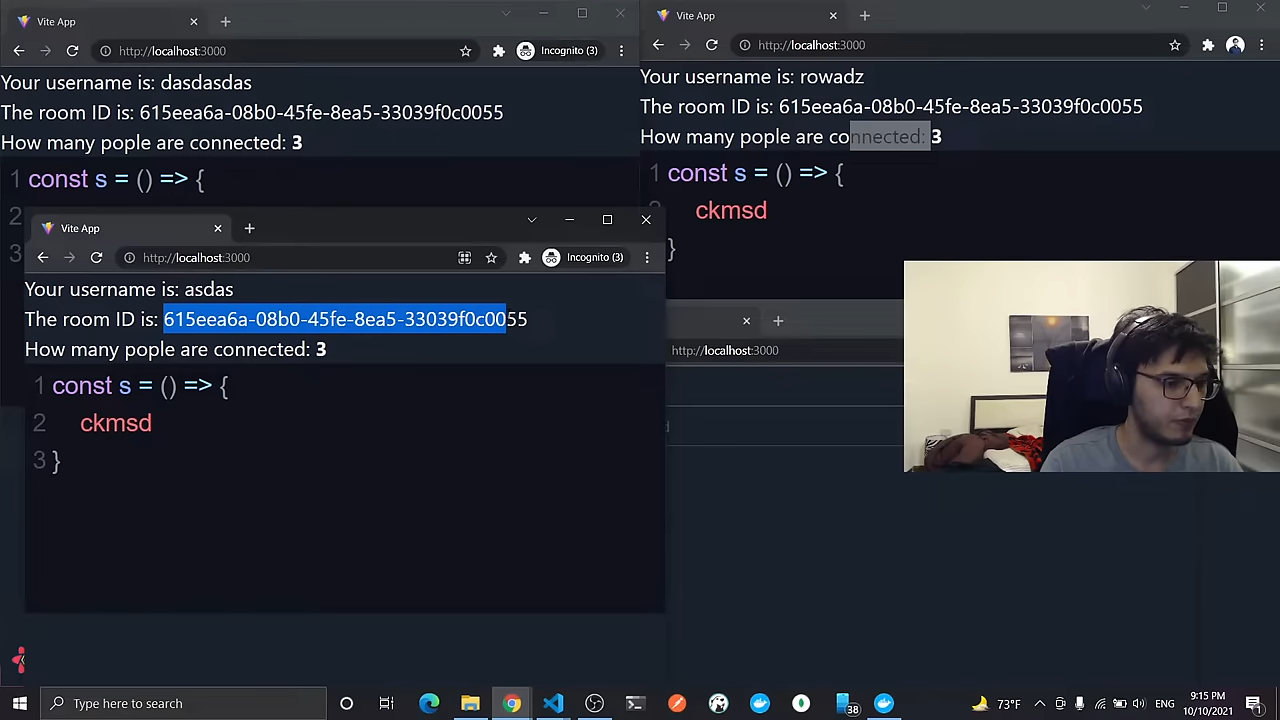 Vite App
http://localhost:3000
Incognito (3)
Your username is: dasdasdas
The room ID is: 615eea6a-08b0-45fe-8ea5-33039f0c0055
How many pople are connected: 3
1 const s = () => {
2
3
Vite App
http://localhost:3000
Your username is: rowadz
The room ID is: 615eea6a-08b0-45fe-8ea5-33039f0c0055
How many pople are connected: 3
1 const s = () => {
ckmsd
}
Vite App
http://localhost:3000
Incognito (3)
Your username is: asdas
The room ID is: 615eea6a-08b0-45fe-8ea5-33039f0c0055
How many pople are connected: 3
1 const s = () => {
2 ckmsd
3 }
http://localhost:3000
Type here to search
38
73°F
ENG
9:15 PM
10/10/2021
1